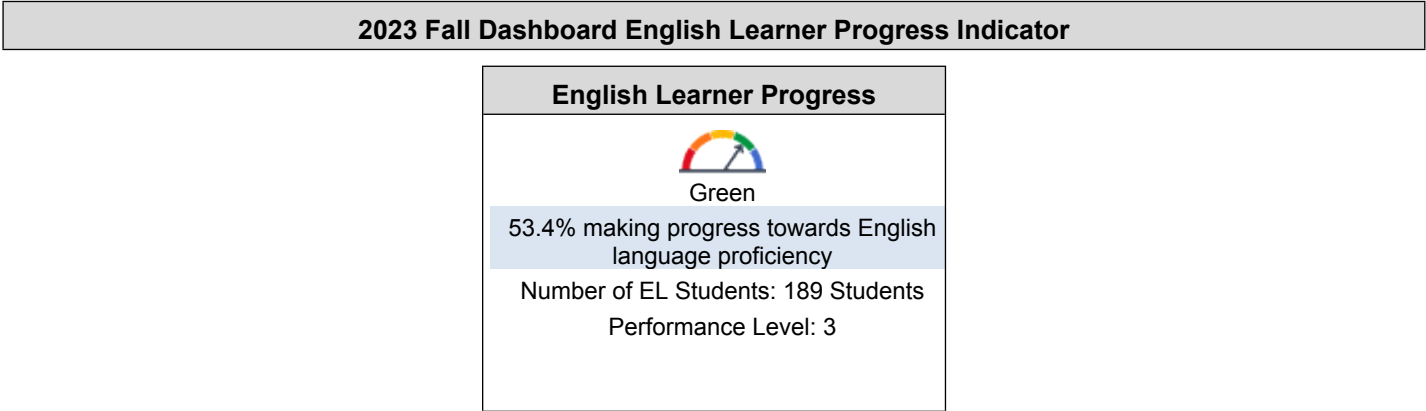 2023 Fall Dashboard English Learner Progress Indicator
English Learner Progress
Green
53.4% making progress towards English
language proficiency
Number of EL Students: 189 Students
Performance Level: 3